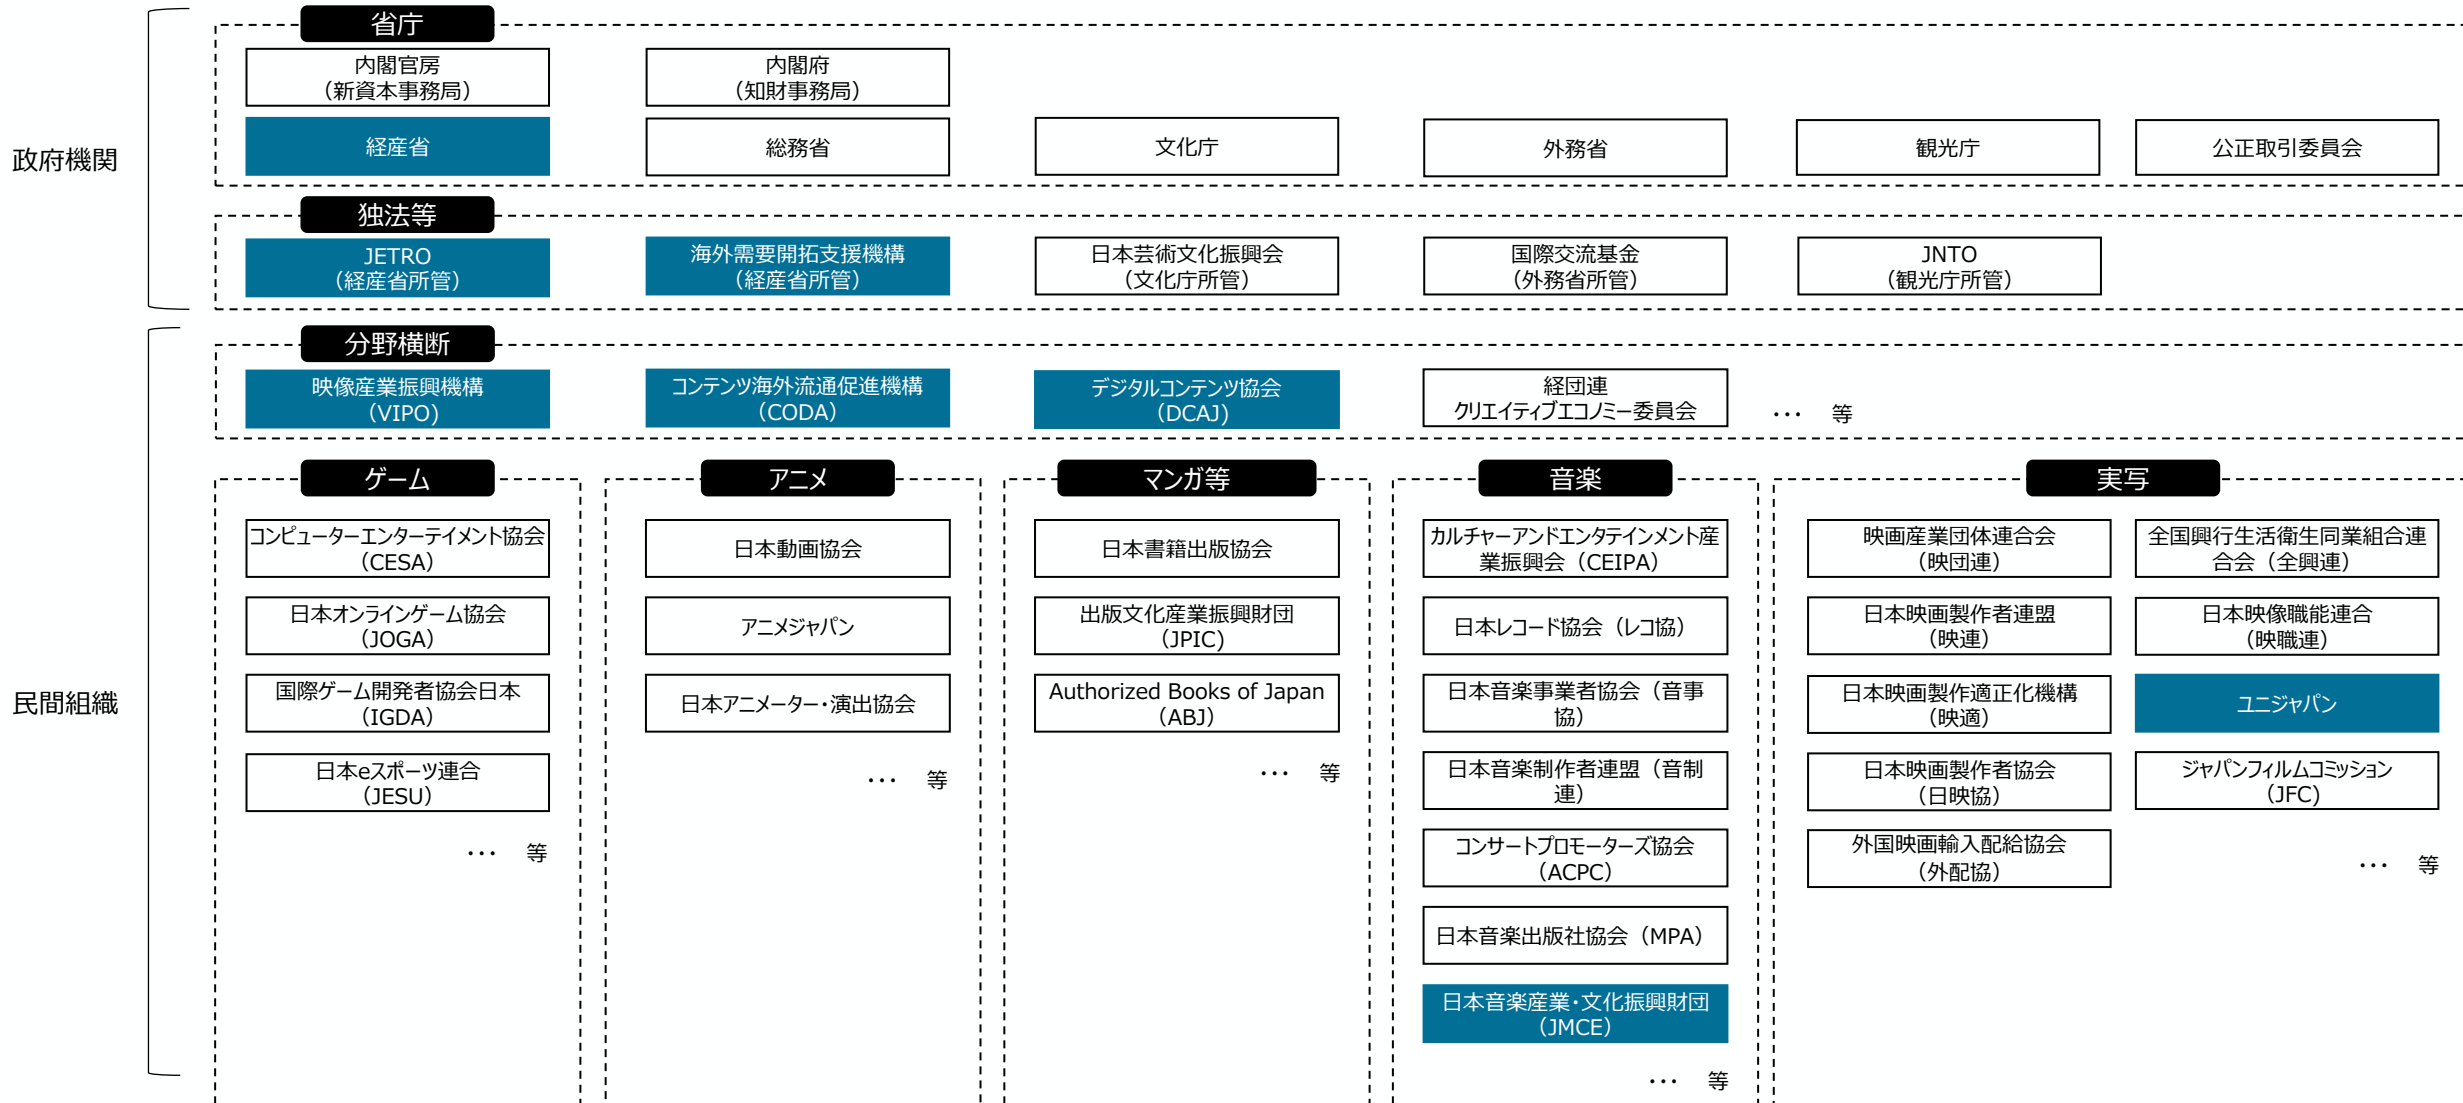 政府機関
省庁
内閣官房
（新資本事務局）
内閣府
（知財事務局）
経産省
総務省
文化庁
外務省
観光庁
公正取引委員会
独法等
JETRO
（経産省所管）
海外需要開拓支援機構
（経産省所管）
日本芸術文化振興会
（文化庁所管）
国際交流基金
（外務省所管）
JNTO
（観光庁所管）
民間組織
分野横断
映像産業振興機構
（VIPO）
コンテンツ海外流通促進機構
（CODA）
デジタルコンテンツ協会
（DCAJ）
経団連
クリエイティブエコノミー委員会
… 等
ゲーム
コンピューターエンターテイメント協会
（CESA）
日本オンラインゲーム協会
（JOGA）
国際ゲーム開発者協会日本
（IGDA）
日本eスポーツ連合
（JESU）
… 等
アニメ
日本動画協会
アニメジャパン
日本アニメーター・演出協会
… 等
マンガ等
日本書籍出版協会
出版文化産業振興財団
（JPIC）
Authorized Books of Japan
（ABJ）
… 等
音楽
カルチャーアンドエンタテインメント産
業振興会（CEIPA）
日本レコード協会（レコ協）
日本音楽事業者協会（音事
協）
日本音楽制作者連盟（音制
連）
コンサートプロモーターズ協会
（ACPC）
日本音楽出版社協会（MPA）
日本音楽産業・文化振興財団
（JMCE）
… 等
実写
映画産業団体連合会
（映団連）
全国興行生活衛生同業組合連
合会（全興連）
日本映画製作者連盟
（映連）
日本映像職能連合
（映職連）
日本映画製作適正化機構
（映適）
ユニジャパン
日本映画製作者協会
（日映協）
ジャパンフィルムコミッション
（JFC)
外国映画輸入配給協会
（外配協）
… 等